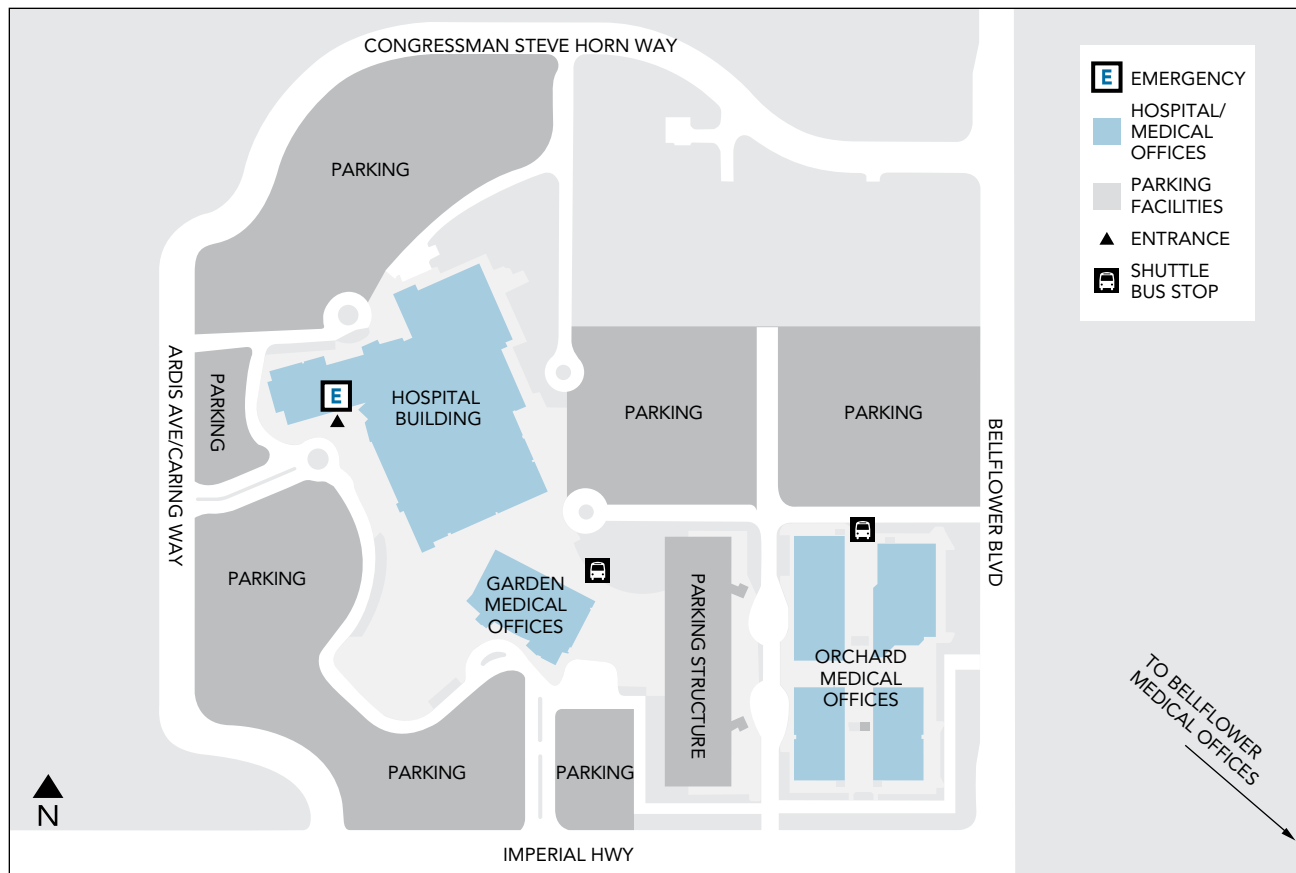 CONGRESSMAN STEVE HORN WAY
E EMERGENCY
HOSPITAL/
MEDICAL
OFFICES
PARKING
FACILITIES
ENTRANCE
SHUTTLE
BUS STOP
PARKING
ARDIS AVE/CARING WAY
PARKING
E
HOSPITAL
BUILDING
PARKING
PARKING
BELLFLOWER BLVD
PARKING
GARDEN
MEDICAL
OFFICES
PARKING STRUCTURE
ORCHARD
MEDICAL
OFFICES
TO BELLFLOWER
MEDICAL OFFICES
PARKING
PARKING
N
IMPERIAL HWY